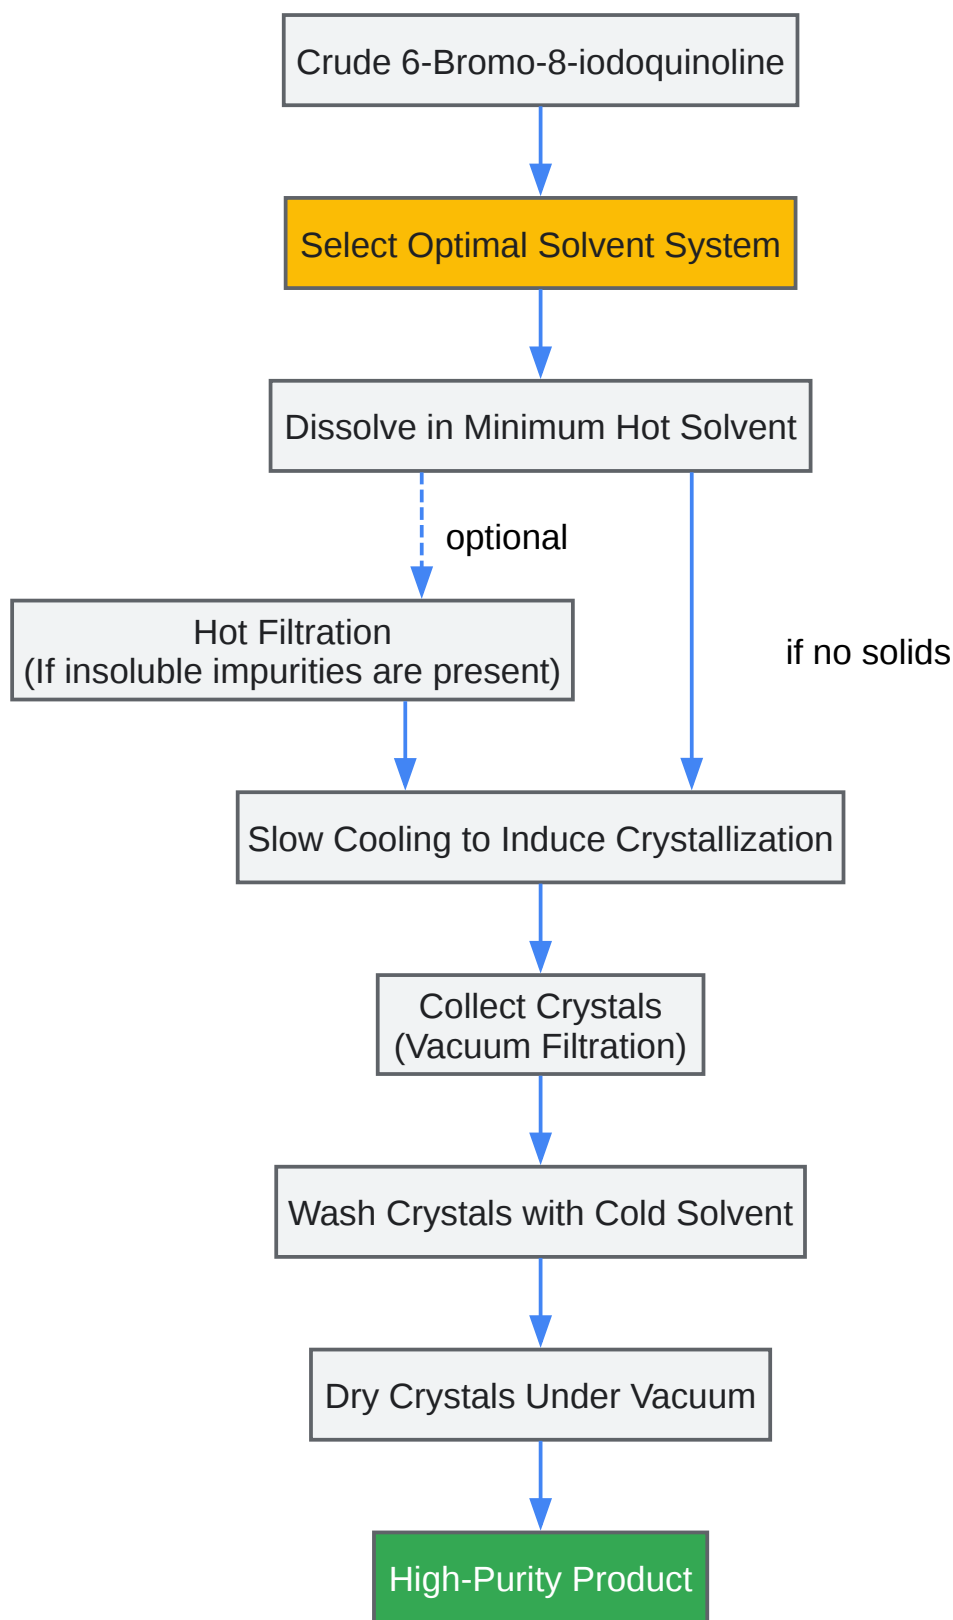 Crude 6-Bromo-8-iodoquinoline
Select Optimal Solvent System
Dissolve in Minimum Hot Solvent
optional
Hot Filtration
(If insoluble impurities are present)
if no solids
Slow Cooling to Induce Crystallization
Collect Crystals
(Vacuum Filtration)
Wash Crystals with Cold Solvent
Dry Crystals Under Vacuum
High-Purity Product